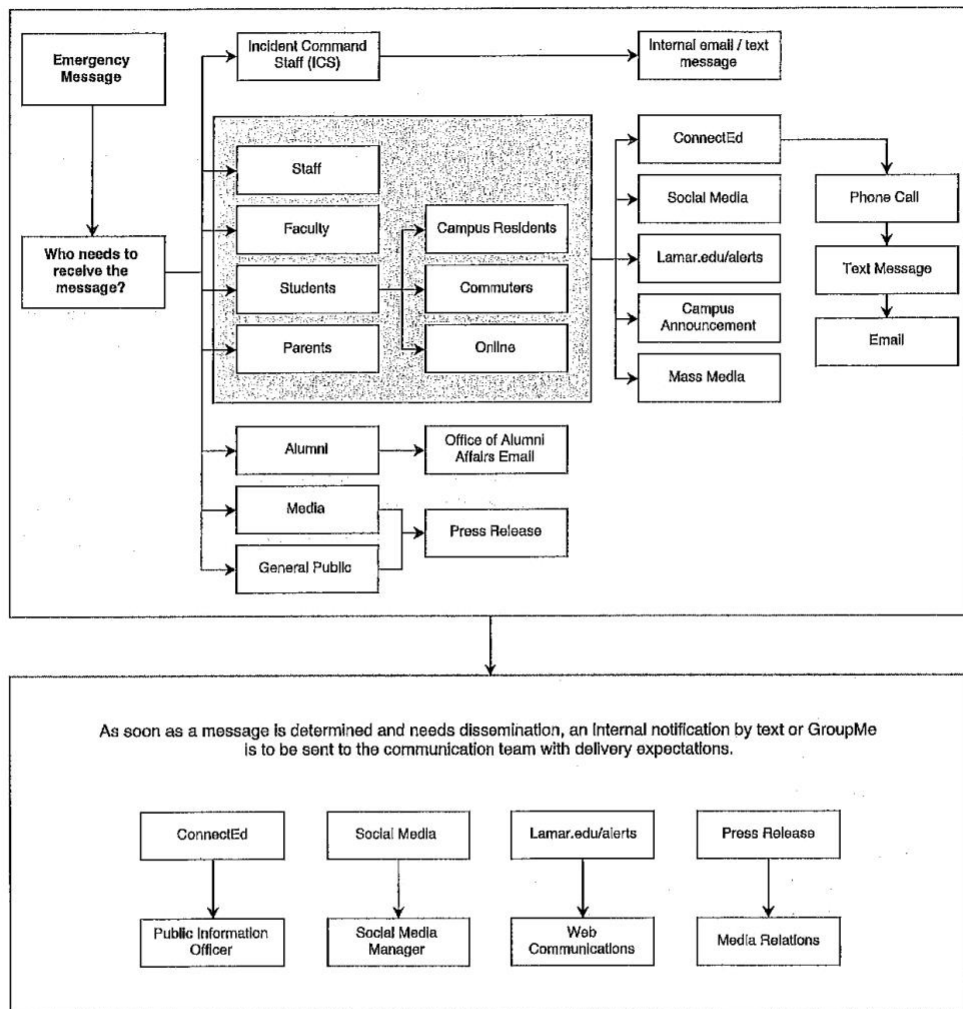 Emergency
Message
Incident Command
Staff (ICS)
Internal email / text
message
Who needs to
receive the
message?
Staff
Faculty
Students
Parents
Campus Residents
Commuters
Online
ConnectEd
Social Media
Lamar.edu/alerts
Campus
Announcement
Mass Media
Phone Call
Text Message
Email
Alumni
Office of Alumni
Affairs Email
Media
General Public
Press Release
As soon as a message is determined and needs dissemination, an internal notification by text or GroupMe
is to be sent to the communication team with delivery expectations.
ConnectEd
Social Media
Lamar.edu/alerts
Press Release
Public Information
Officer
Social Media
Manager
Web
Communications
Media Relations